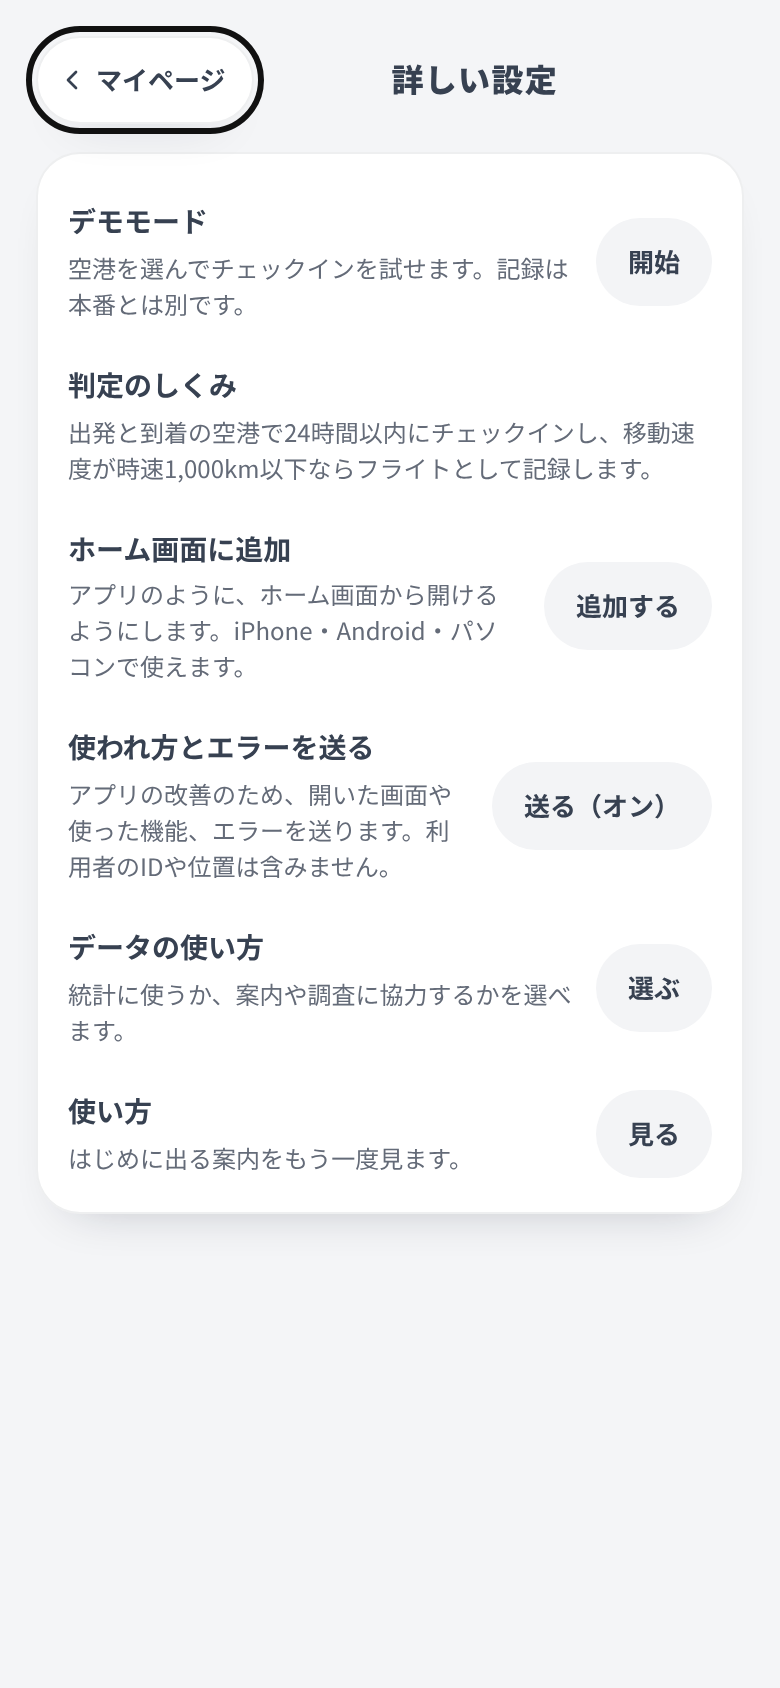 マイページ
詳しい設定
デモモード
空港を選んでチェックインを試せます。記録は
本番とは別です。
開始
判定のしくみ
出発と到着の空港で24時間以内にチェックインし、移動速
度が時速1,000km以下ならフライトとして記録します。
ホーム画面に追加
アプリのように、ホーム画面から開ける
ようにします。iPhone・Android・パソ
コンで使えます。
追加する
使われ方とエラーを送る
アプリの改善のため、開いた画面や
使った機能、エラーを送ります。利
用者のIDや位置は含みません。
送る（オン）
データの使い方
統計に使うか、案内や調査に協力するかを選べ
ます。
選ぶ
使い方
はじめに出る案内をもう一度見ます。
見る